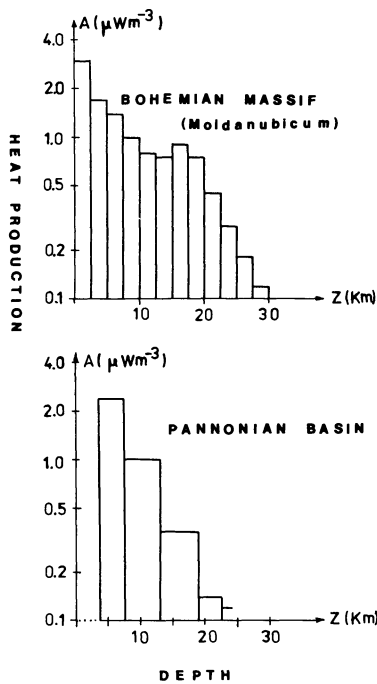 A (μWm-3)
4.0
2.0
1.0
0.5
0.2
0.1
BOHEMIAN MASSIF
(Moldanubicum)
10
20
30
Z (Km)
HEAT PRODUCTION
A (μWm-3)
4.0
2.0
1.0
0.5
0.2
0.1
PANNONIAN BASIN
10
20
30
Z (Km)
DEPTH